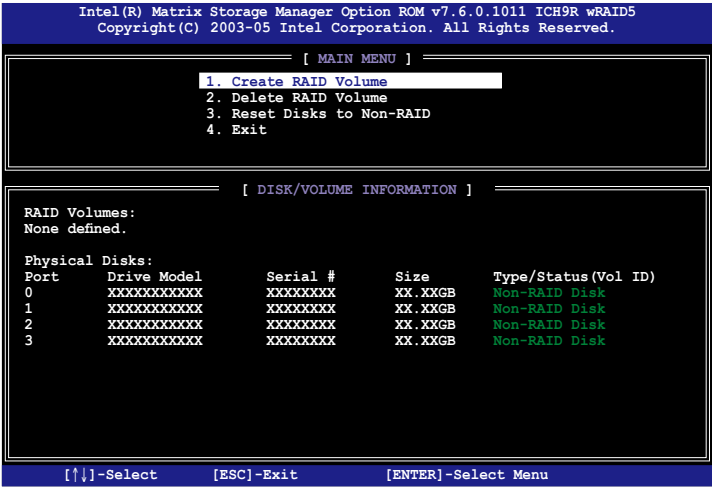 Intel(R) Matrix Storage Manager Option ROM v7.6.0.1011 ICH9R wRAID5
Copyright(C) 2003-05 Intel Corporation. All Rights Reserved.
[ MAIN MENU ]
1. Create RAID Volume
2. Delete RAID Volume
3. Reset Disks to Non-RAID
4. Exit
[ DISK/VOLUME INFORMATION ]
RAID Volumes:
None defined.
Physical Disks:
Port Drive Model Serial # Size Type/Status(Vol ID)
0 XXXXXXXXXXX XXXXXXXX XX.XXGB Non-RAID Disk
1 XXXXXXXXXXX XXXXXXXX XX.XXGB Non-RAID Disk
2 XXXXXXXXXXX XXXXXXXX XX.XXGB Non-RAID Disk
3 XXXXXXXXXXX XXXXXXXX XX.XXGB Non-RAID Disk
[↑↓]-Select [ESC]-Exit [ENTER]-Select Menu